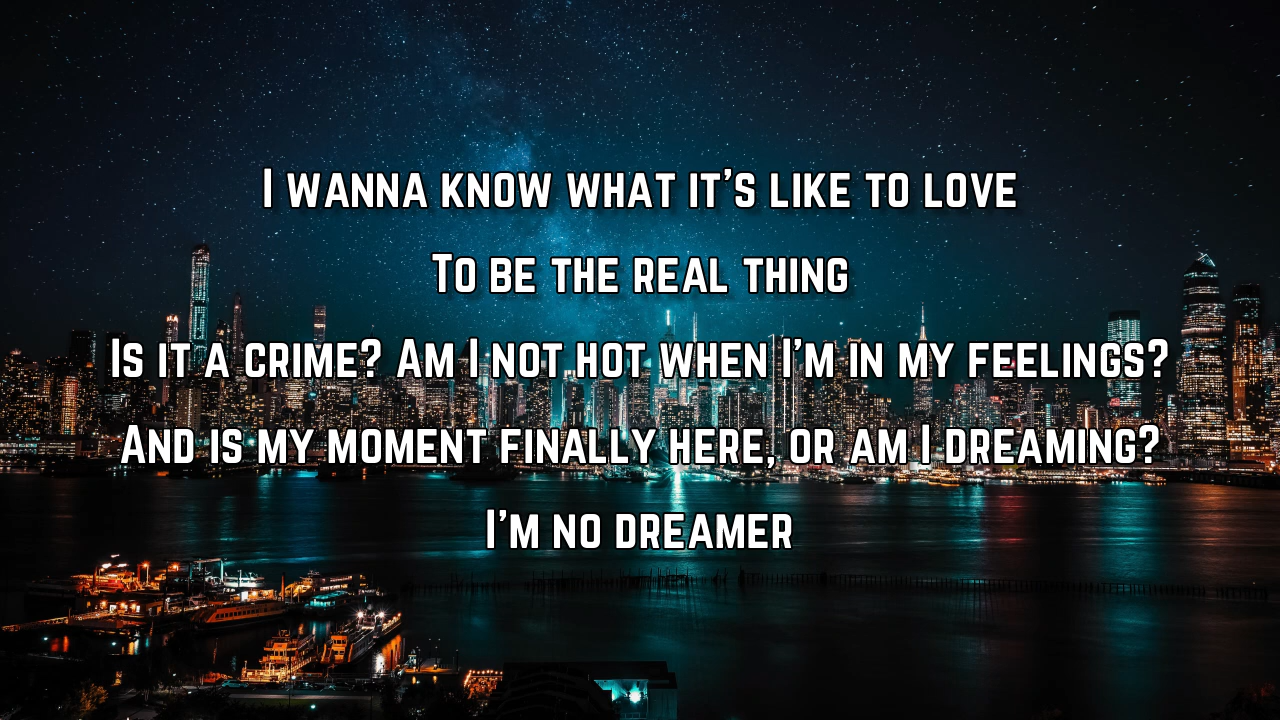 I wanna know what it's like to love
To be the real thing
Is it a crime? Am I not hot when I'm in my feelings?
And is my moment finally here, or am I dreaming?
I'm no dreamer